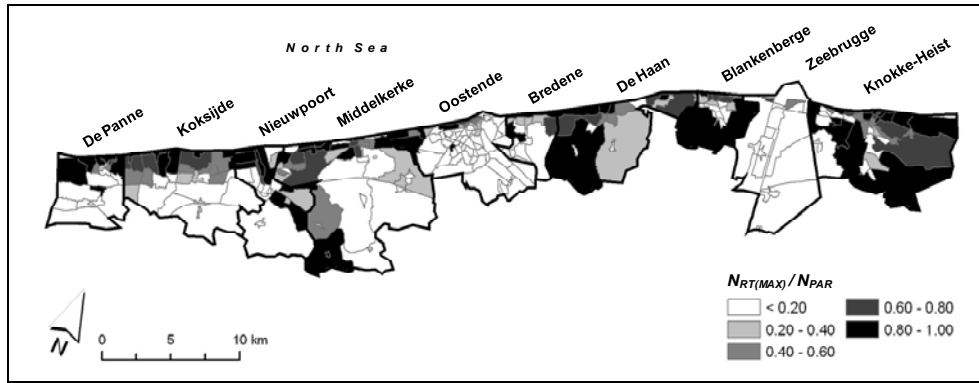 North Sea
De Panne
Koksijde
Nieuwpoort
Middelkerke
Oostende
Bredene
De Haan
Blankenberge
Zeebrugge
Knokke-Heist
N
0 5 10 km
NRT(MAX) / NPAR
< 0.20
0.20 - 0.40
0.40 - 0.60
0.60 - 0.80
0.80 - 1.00